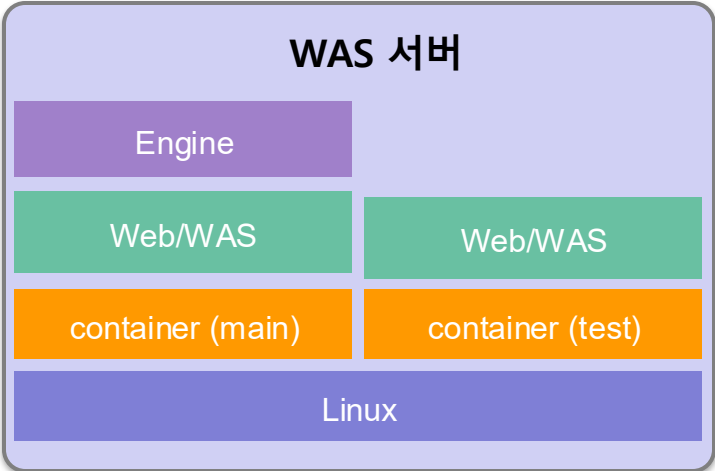 WAS 서버
Engine
Web/WAS
Web/WAS
container (main)
container (test)
Linux